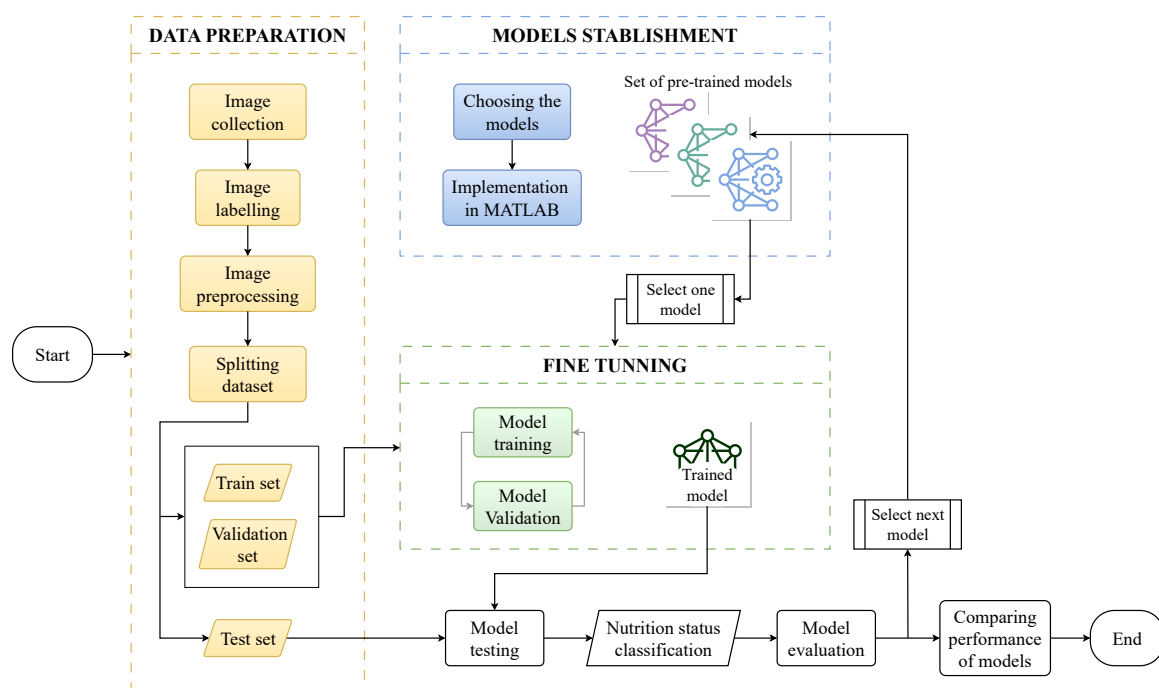 DATA PREPARATION
Image
collection
Image
labelling
Image
preprocessing
Splitting
dataset
Train set
Validation
set
Test set
Start
MODELS STABLISHMENT
Choosing the
models
Implementation
in MATLAB
Set of pre-trained models
Select one
model
FINE TUNNING
Model
training
Model
Validation
Trained
model
Select next
model
Model
testing
Nutrition status
classification
Model
evaluation
Comparing
performance
of models
End